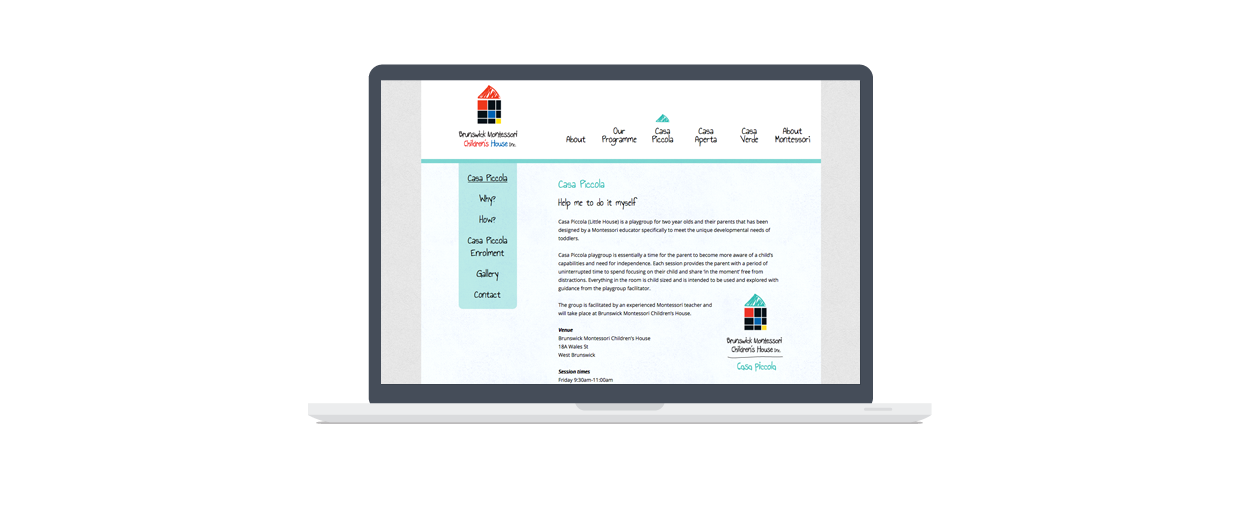 Brunswick Montessori
Children's House Inc.
About
Our
Programme
Casa
Piccola
Casa
Aperta
Casa
Verde
About
Montessori
Casa Piccola
Why?
How?
Casa Piccola
Enrolment
Gallery
Contact
Casa Piccola
Help me to do it myself
Casa Piccola (Little House) is a playgroup for two year olds and their parents that has been
designed by a Montessori educator specifically to meet the unique developmental needs of
toddlers.
Casa Piccola playgroup is essentially a time for the parent to become more aware of a child's
capabilities and need for independence. Each session provides the parent with a period of
uninterrupted time to spend focusing on their child and share 'in the moment' free from
distractions. Everything in the room is child sized and is intended to be used and explored with
guidance from the playgroup facilitator.
The group is facilitated by an experienced Montessori teacher and
will take place at Brunswick Montessori Children's House.
Venue
Brunswick Montessori Children's House
18A Wales St
West Brunswick
Session times
Friday 9:30am-11:00am
Brunswick Montessori
Children's House Inc.
Casa Piccola